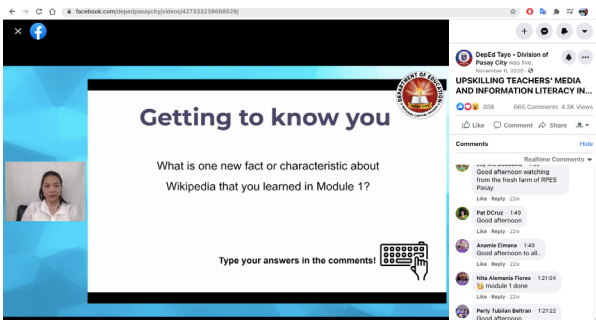 facebook.com/depedpasaycity/videos/427333238668529/
DEPARTMENT OF EDUCATION
Getting to know you
What is one new fact or characteristic about
Wikipedia that you learned in Module 1?
Type your answers in the comments!
DepEd Tayo - Division of
Pasay City was live.
November 6, 2020 ·
UPSKILLING TEACHERS' MEDIA
AND INFORMATION LITERACY IN...
308
665 Comments 4.3K Views
Like Comment Share
Comments Hide
Realtime Comments
Good afternoon watching
from the fresh farm of RPES
Pasay
Like · Reply · 22w
Pat DCruz · 1:49
Good afternoon
Like · Reply · 22w
Anamie Eimana · 1:49
Good afternoon to all..
Like · Reply · 22w
Nita Alemania Flores · 1:21:04
module 1 done
Like · Reply · 22w
Perly Tubilan Beltran · 1:21:22
Good afternoon